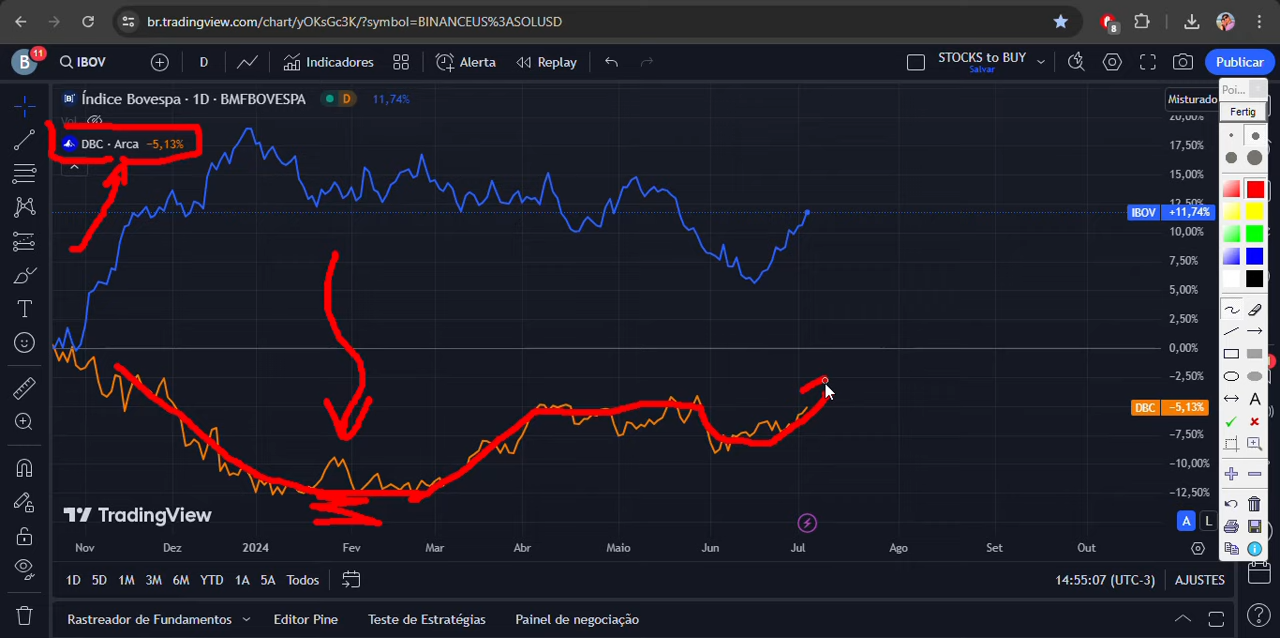 br.tradingview.com/chart/yOKsGc3K/?symbol=BINANCEUS%3ASOLUSD
8
B 11 IBOV D Indicadores Alerta Replay STOCKS to BUY Salvar Publicar
Índice Bovespa · 1D · BMFBOVESPA D 11,74% Misturado
Poi...
Fertig
Vol
DBC · Arca −5,13%
20,00%
17,50%
15,00%
12,50%
IBOV +11,74%
10,00%
7,50%
5,00%
2,50%
0,00%
−2,50%
DBC −5,13%
−7,50%
−10,00%
−12,50%
T
A
TradingView
A L
Nov Dez 2024 Fev Mar Abr Maio Jun Jul Ago Set Out
1D 5D 1M 3M 6M YTD 1A 5A Todos 14:55:07 (UTC-3) AJUSTES
Rastreador de Fundamentos Editor Pine Teste de Estratégias Painel de negociação